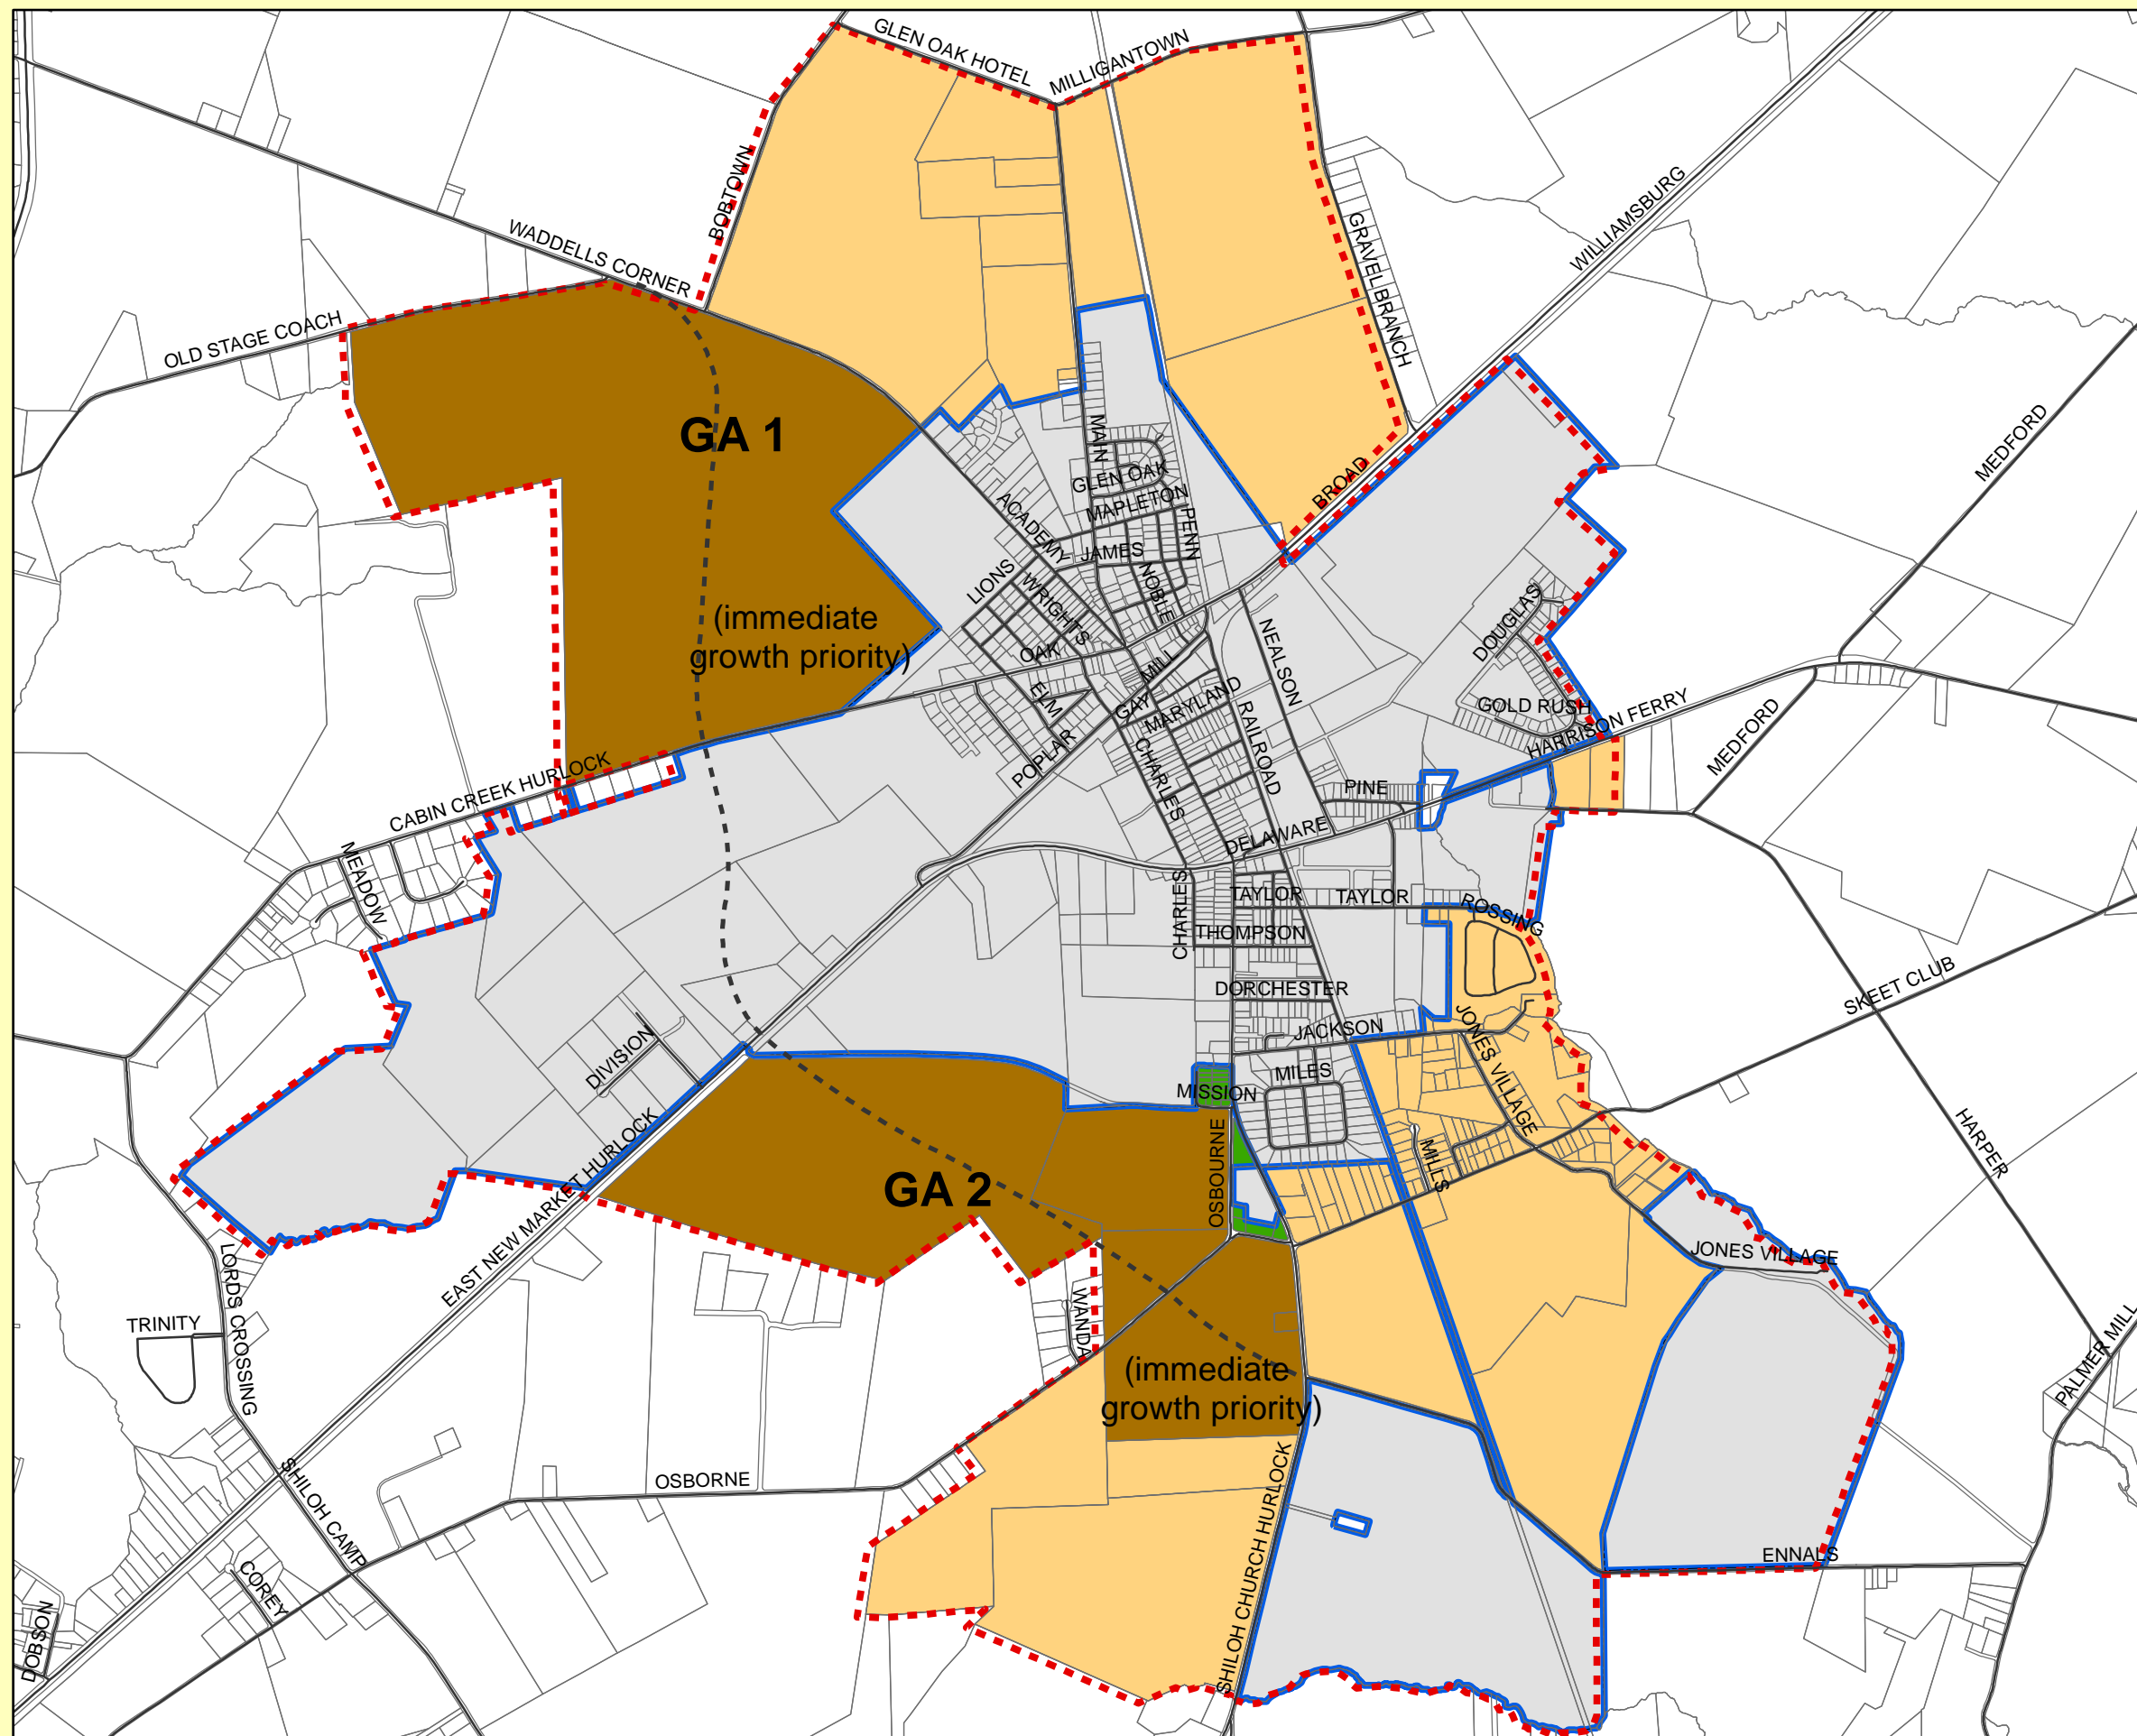 GLEN OAK HOTEL
MILLIGANTOWN
BOBTOWN
WADDELLS CORNER
OLD STAGE COACH
GRAVEL BRANCH
WILLIAMSBURG
MEDFORD
GA 1
(immediate
growth priority)
MAIN
GLEN OAK
MAPLETON
PENN
ACADEMY
JAMES
NOBLE
LIONS
WRIGHTS
OAK
ELM
POPLAR
GAY
MILL
MARYLAND
CHARLES
RAILROAD
NEALSON
BROAD
DOUGLAS
GOLD RUSH
HARRISON FERRY
MEDFORD
PINE
DELAWARE
CABIN CREEK HURLOCK
MEADOW
CHARLES
TAYLOR
TAYLOR
ROSSING
THOMPSON
DORCHESTER
JACKSON
JONES VILLAGE
SKEET CLUB
DIVISION
MISSION
MILES
MILLS
HARPER
EAST NEW MARKET HURLOCK
GA 2
OSBOURNE
JONES VILLAGE
LORDS CROSSING
TRINITY
WANDA
(immediate
growth priority)
PALMER MILL
SHILOH CAMP
OSBORNE
SHILOH CHURCH HURLOCK
ENNALS
COREY
DOBSON